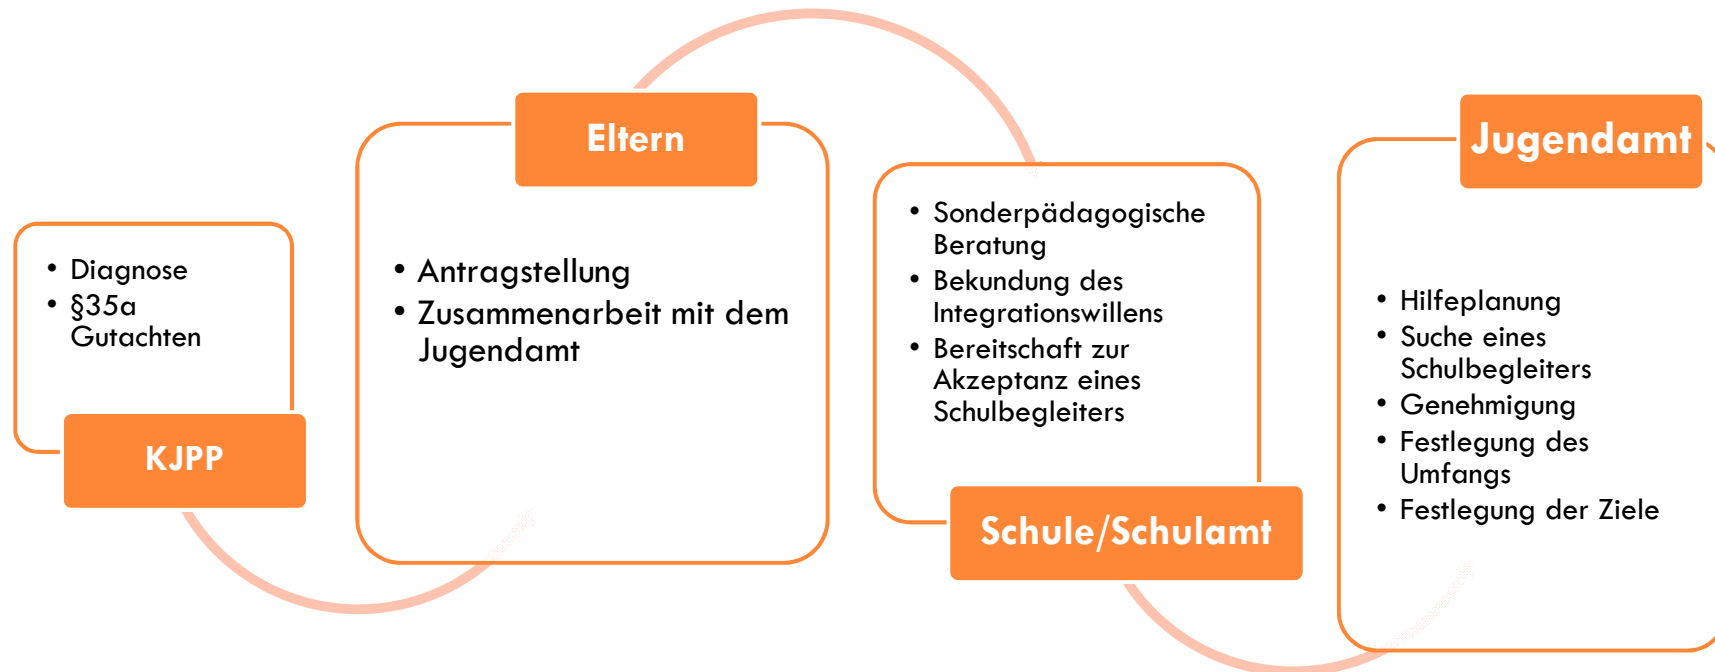 • Diagnose
• §35a
Gutachten
KJPP
Eltern
• Antragstellung
• Zusammenarbeit mit dem
Jugendamt
• Sonderpädagogische
Beratung
• Bekundung des
Integrationswillens
• Bereitschaft zur
Akzeptanz eines
Schulbegleiters
Schule/Schulamt
Jugendamt
• Hilfeplanung
• Suche eines
Schulbegleiters
• Genehmigung
• Festlegung des
Umfangs
• Festlegung der Ziele